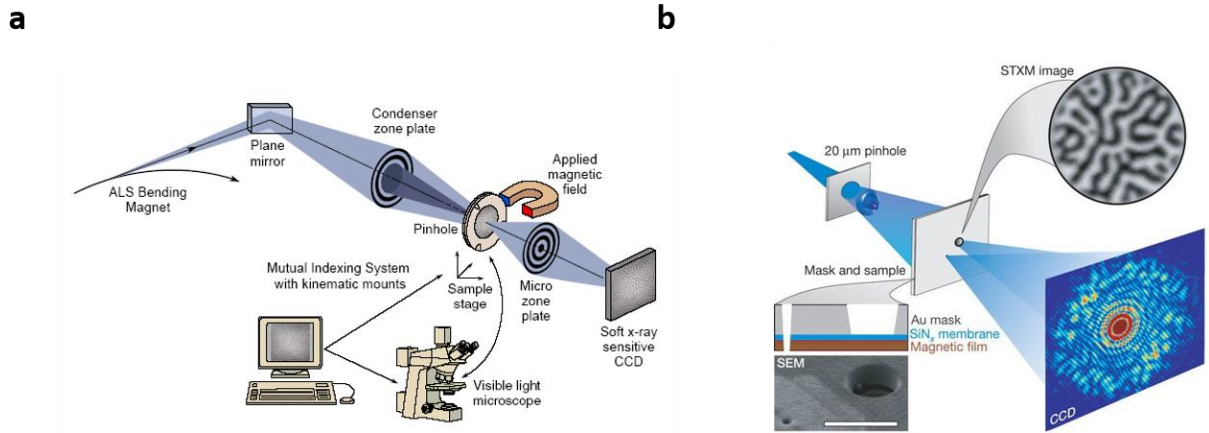 a
Plane
mirror
Condenser
zone plate
ALS Bending
Magnet
Applied
magnetic
field
Pinhole
Mutual Indexing System
with kinematic mounts
Sample
stage
Micro
zone
plate
Soft x-ray
sensitive
CCD
Visible light
microscope
b
STXM image
20 μm pinhole
Mask and sample
Au mask
SiNx membrane
Magnetic film
SEM
CCD